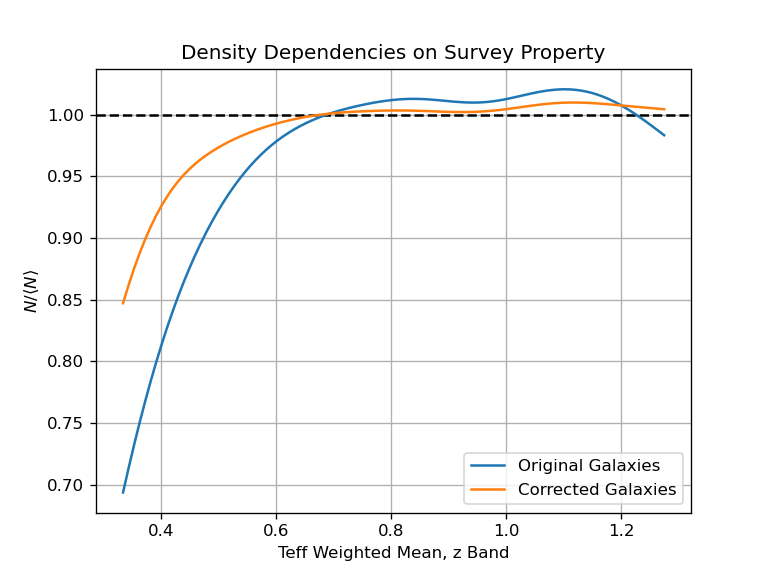 Density Dependencies on Survey Property
1.00
0.95
0.90
0.85
0.80
0.75
0.70
N/⟨N⟩
Original Galaxies
Corrected Galaxies
0.4 0.6 0.8 1.0 1.2
Teff Weighted Mean, z Band